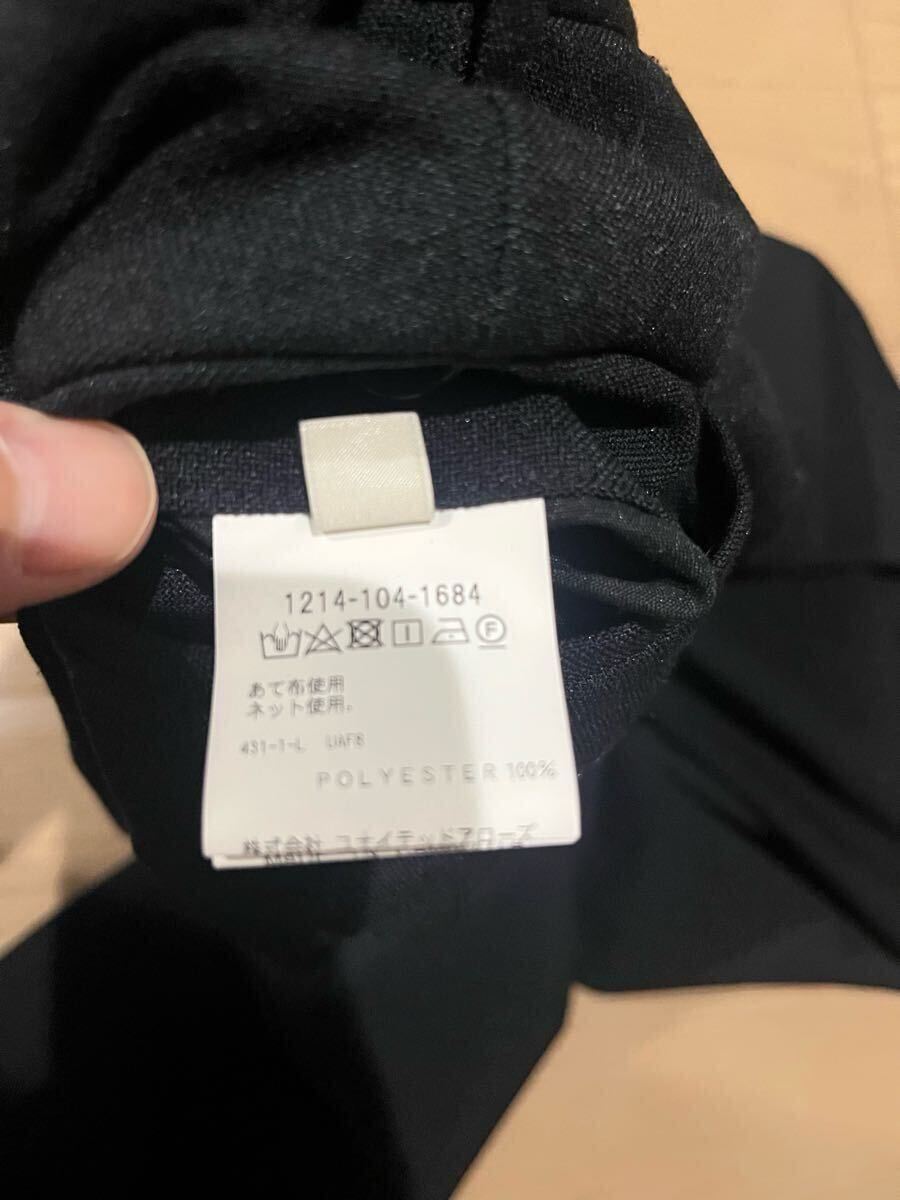 1214-104-1684
F
あて布使用
ネット使用。
431-1-L UAF8
POLYESTER 100%
株式会社 ユナイテッドアローズ